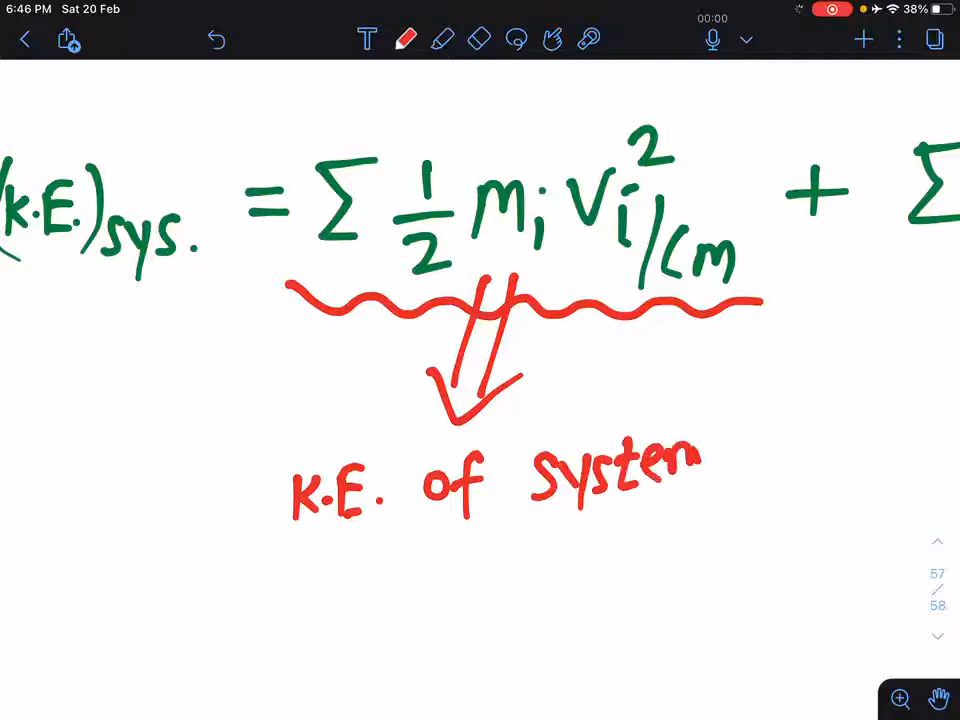 6:46 PM Sat 20 Feb 38%
00:00
T
(K.E.)sys. = Σ 1/2 mᵢ Vᵢ/cm² + Σ
K.E. of system
57
/
58